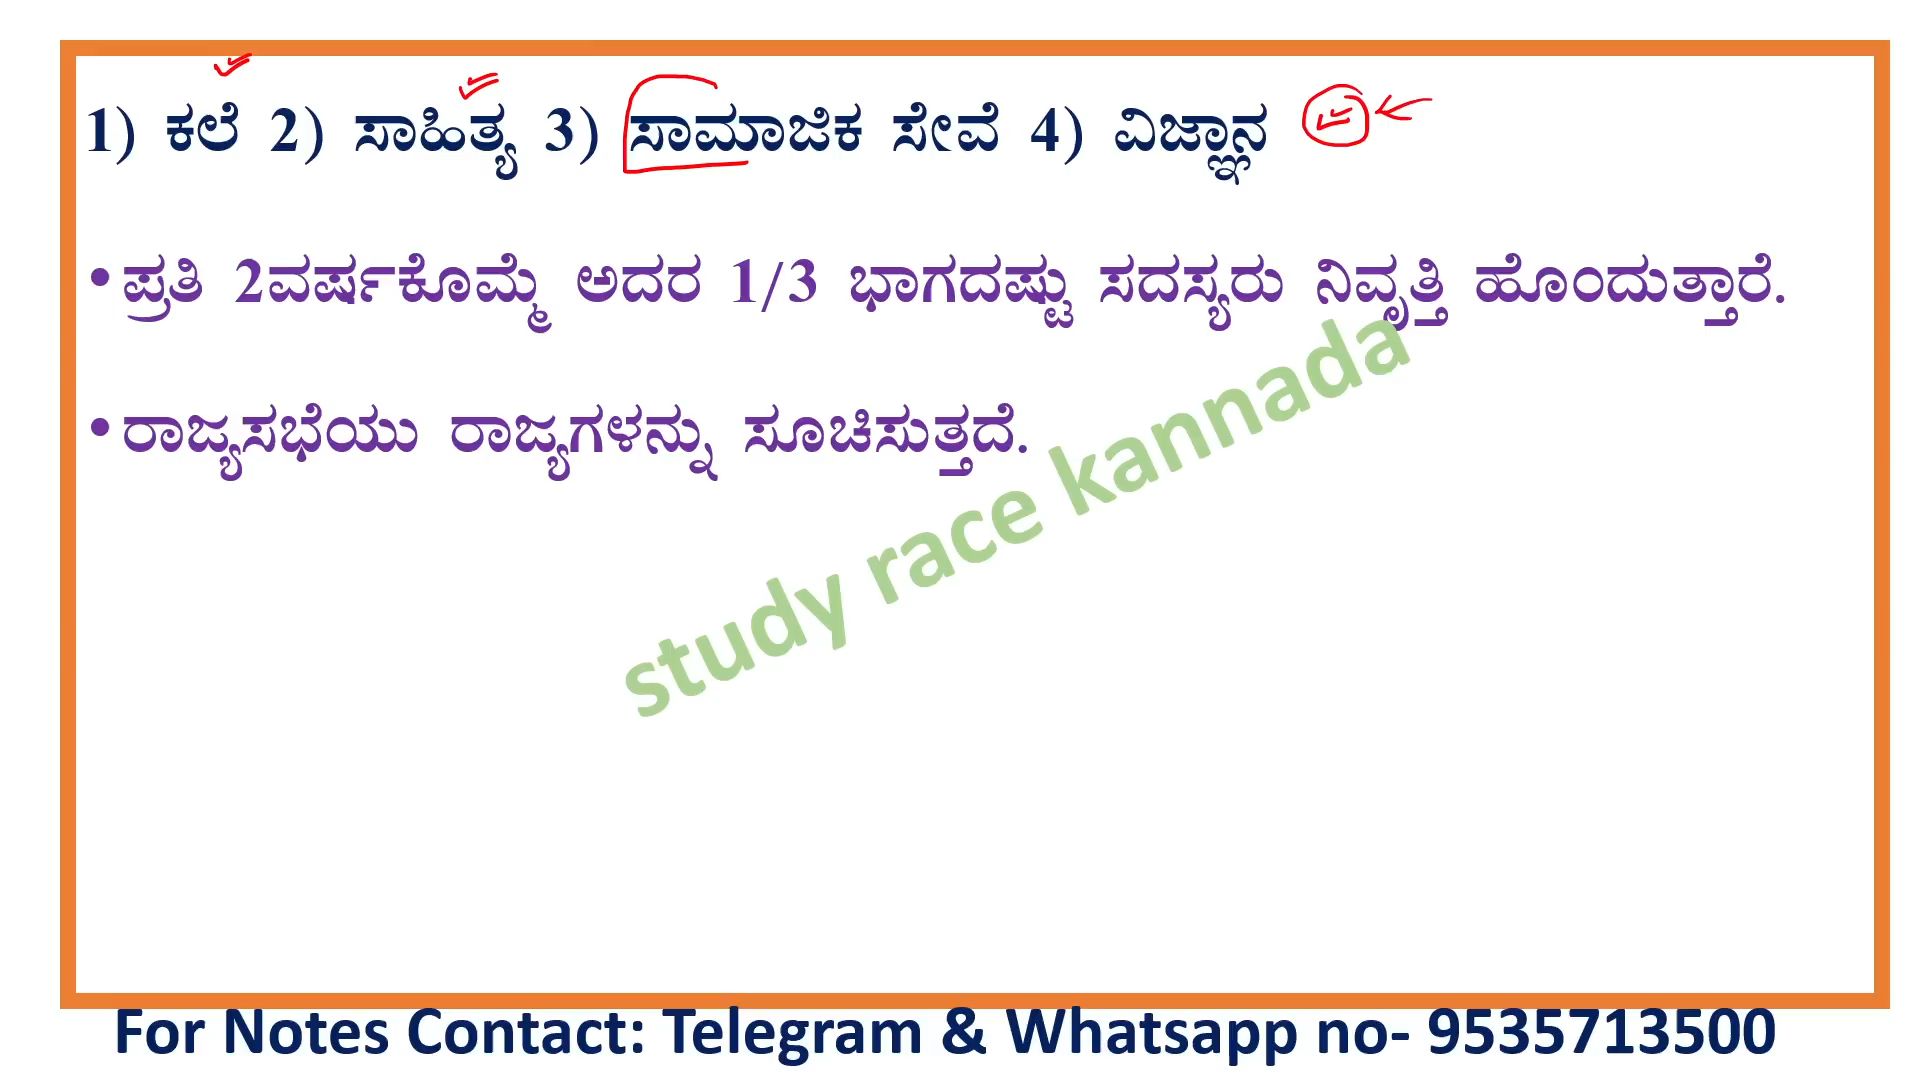 1) ಕಲೆ 2) ಸಾಹಿತ್ಯ 3) ಸಾಮಾಜಿಕ ಸೇವೆ 4) ವಿಜ್ಞಾನ
•ಪ್ರತಿ 2ವರ್ಷಕೊಮ್ಮೆ ಅದರ 1/3 ಭಾಗದಷ್ಟು ಸದಸ್ಯರು ನಿವೃತ್ತಿ ಹೊಂದುತ್ತಾರೆ.
•ರಾಜ್ಯಸಭೆಯು ರಾಜ್ಯಗಳನ್ನು ಸೂಚಿಸುತ್ತದೆ.
study race kannada
For Notes Contact: Telegram & Whatsapp no- 9535713500